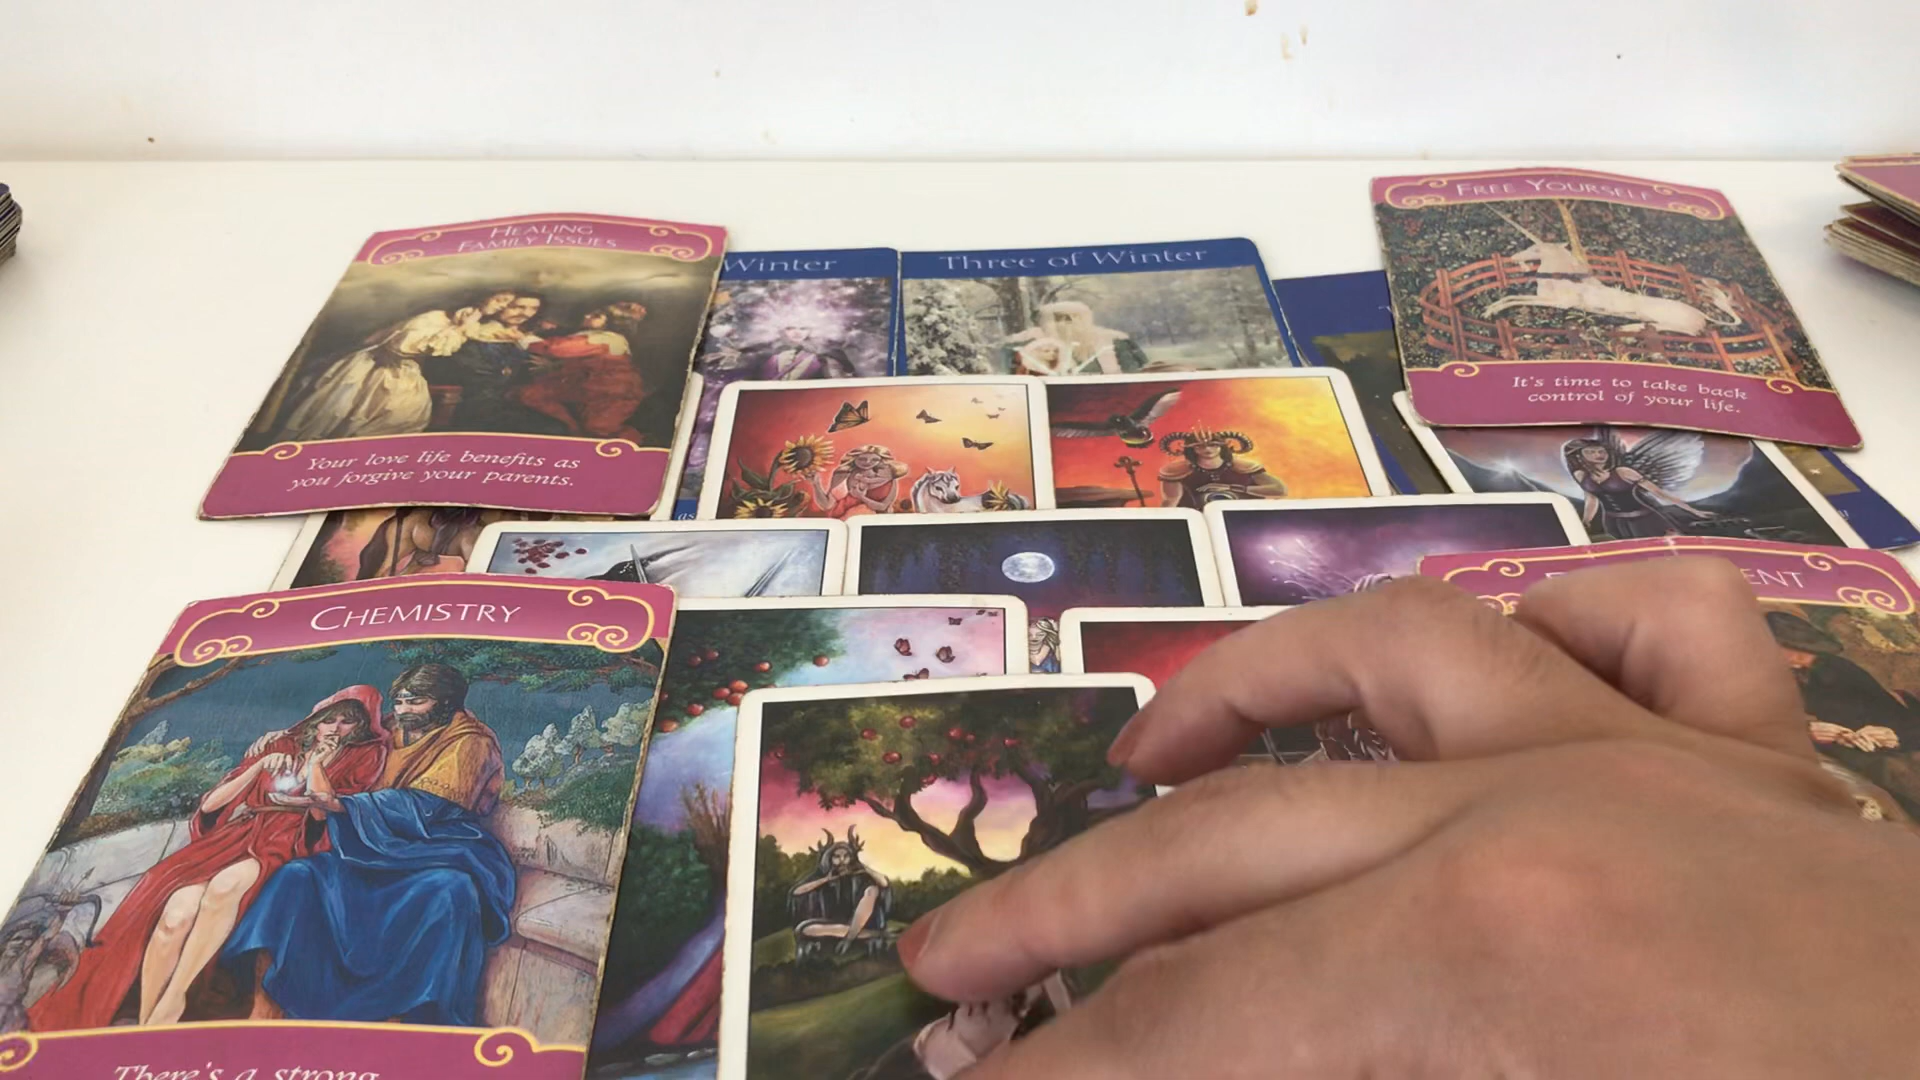 HEALING
FAMILY ISSUES
Your love life benefits as
you forgive your parents.
Winter
Three of Winter
FREE YOURSELF
It's time to take back
control of your life.
as
CHEMISTRY
There's a strong